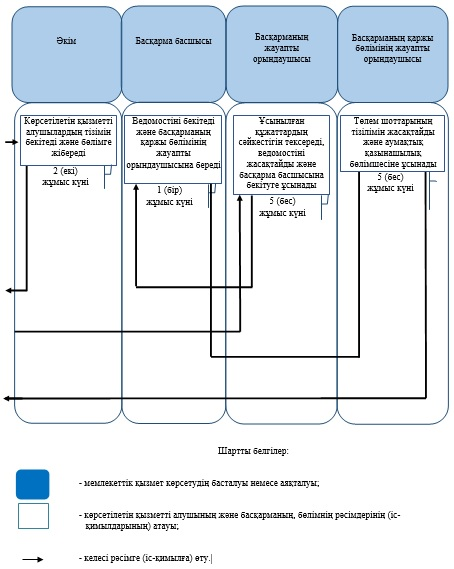 Әкім
Басқарма басшысы
Басқарманың
жауапты
орындаушысы
Басқарманың қаржы
бөлімінің жауапты
орындаушысы
Көрсетілетін қызметті
алушылардың тізімін
бекітеді және бөлімге
жібереді
2 (екі)
жұмыс күні
Ведомостіні бекітеді
және басқарманың
қаржы бөлімінің
жауапты
орындаушысына береді
1 (бір)
жұмыс күні
Ұсынылған
құжаттардың
сәйкестігін тексереді,
ведомостіні
жасақтайды және
басқарма басшысына
бекітуге ұсынады
5 (бес)
жұмыс күні
Төлем шоттарының
тізілімін жасақтайды
және аумақтық
қазынашылық
бөлімшесіне ұсынады
5 (бес)
жұмыс күні
Шартты белгілер:
- мемлекеттік қызмет көрсетудің басталуы немесе аяқталуы;
- көрсетілетін қызметті алушының және басқарманың, бөлімнің рәсімдерінің (іс-
қимылдарының) атауы;
- келесі рәсімге (іс-қимылға) өту.